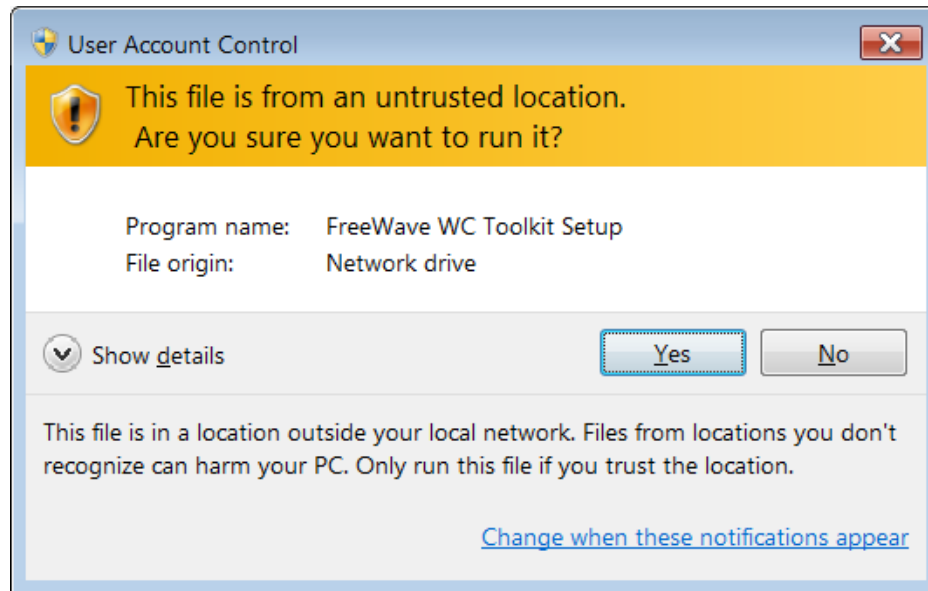 User Account Control
This file is from an untrusted location.
Are you sure you want to run it?
Program name: FreeWave WC Toolkit Setup
File origin: Network drive
Show details Yes No
This file is in a location outside your local network. Files from locations you don't
recognize can harm your PC. Only run this file if you trust the location.
Change when these notifications appear